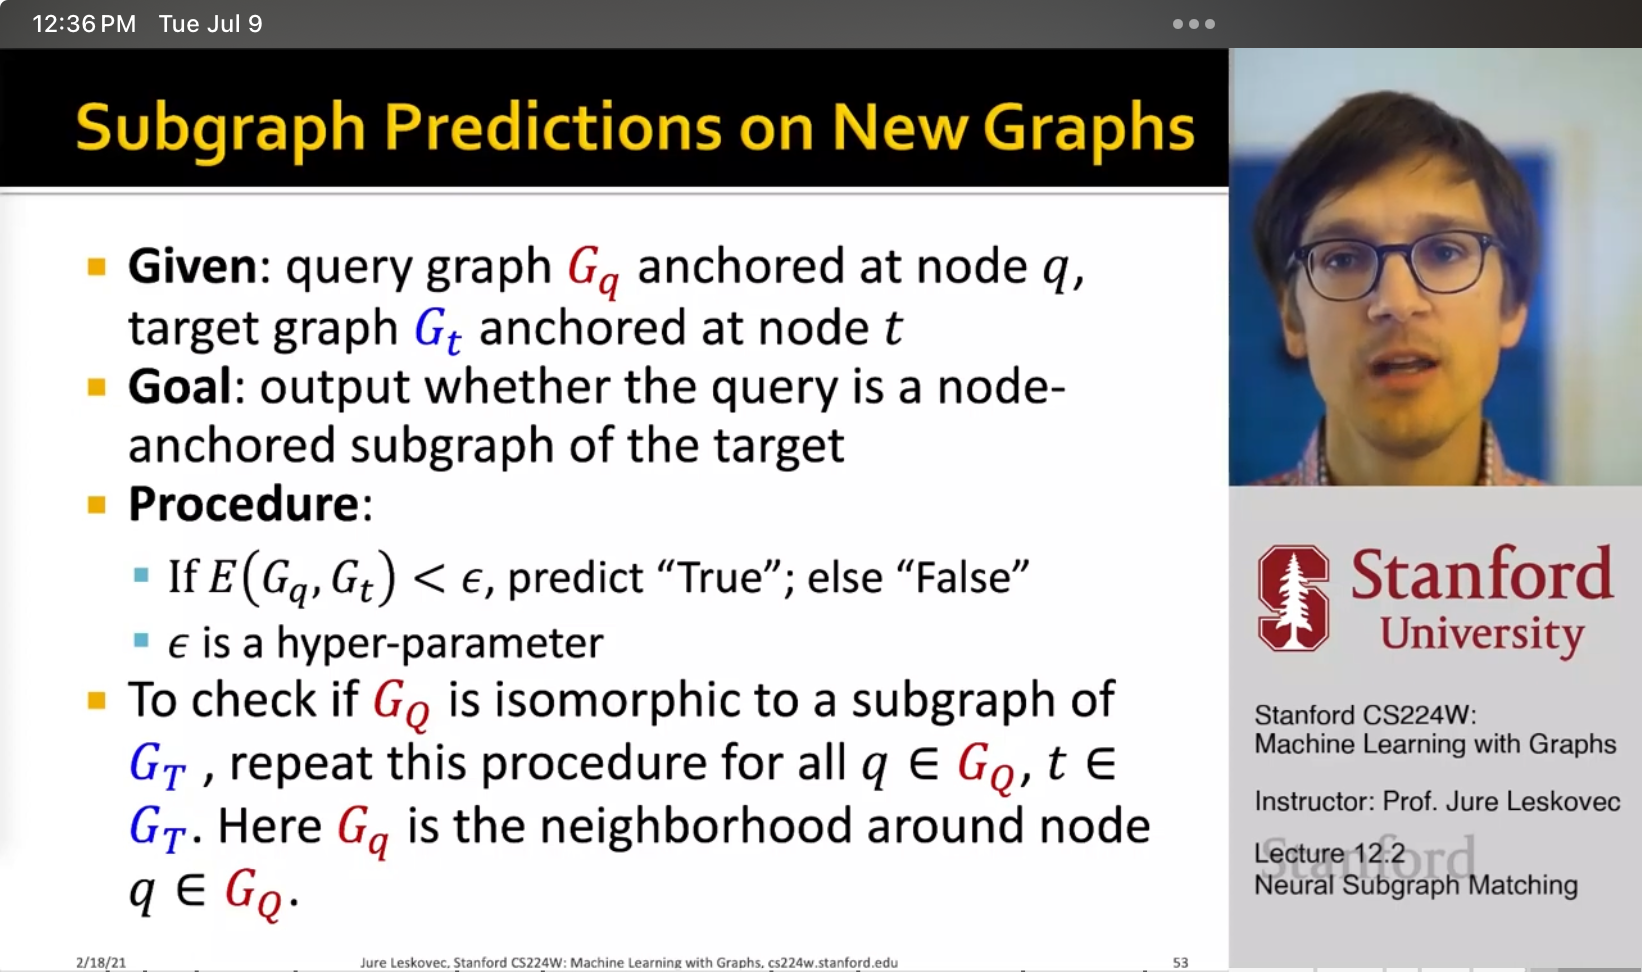 12:36 PM Tue Jul 9
Subgraph Predictions on New Graphs
Given: query graph G_q anchored at node q,
target graph G_t anchored at node t
Goal: output whether the query is a node-
anchored subgraph of the target
Procedure:
If E(G_q, G_t) < ϵ, predict “True”; else “False”
ϵ is a hyper-parameter
To check if G_Q is isomorphic to a subgraph of
G_T , repeat this procedure for all q ∈ G_Q, t ∈
G_T. Here G_q is the neighborhood around node
q ∈ G_Q.
2/18/21
Jure Leskovec, Stanford CS224W: Machine Learning with Graphs, cs224w.stanford.edu
53
Stanford
University
Stanford CS224W:
Machine Learning with Graphs
Instructor: Prof. Jure Leskovec
Stanford
Lecture 12.2
Neural Subgraph Matching